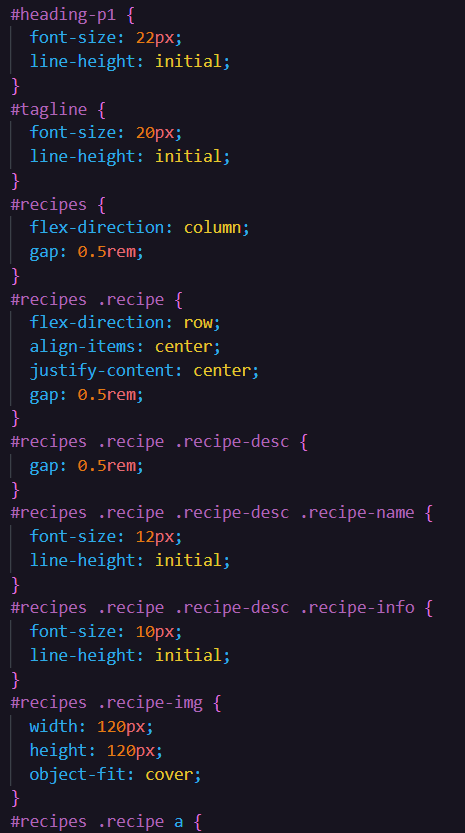 #heading-p1 {
font-size: 22px;
line-height: initial;
}
#tagline {
font-size: 20px;
line-height: initial;
}
#recipes {
flex-direction: column;
gap: 0.5rem;
}
#recipes .recipe {
flex-direction: row;
align-items: center;
justify-content: center;
gap: 0.5rem;
}
#recipes .recipe .recipe-desc {
gap: 0.5rem;
}
#recipes .recipe .recipe-desc .recipe-name {
font-size: 12px;
line-height: initial;
}
#recipes .recipe .recipe-desc .recipe-info {
font-size: 10px;
line-height: initial;
}
#recipes .recipe-img {
width: 120px;
height: 120px;
object-fit: cover;
}
#recipes .recipe a {